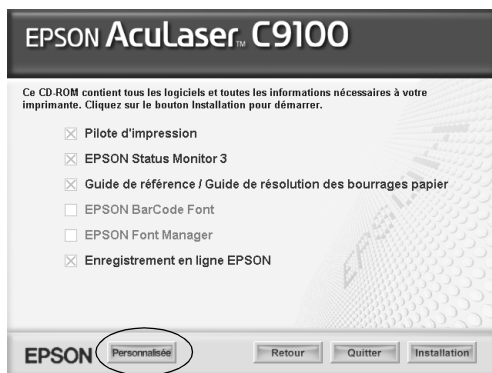 EPSON AcuLaser™ C9100
Ce CD-ROM contient tous les logiciels et toutes les informations nécessaires à votre
imprimante. Cliquez sur le bouton Installation pour démarrer.
Pilote d'impression
EPSON Status Monitor 3
Guide de référence / Guide de résolution des bourrages papier
EPSON BarCode Font
EPSON Font Manager
Enregistrement en ligne EPSON
EPSON Personnalisée Retour Quitter Installation